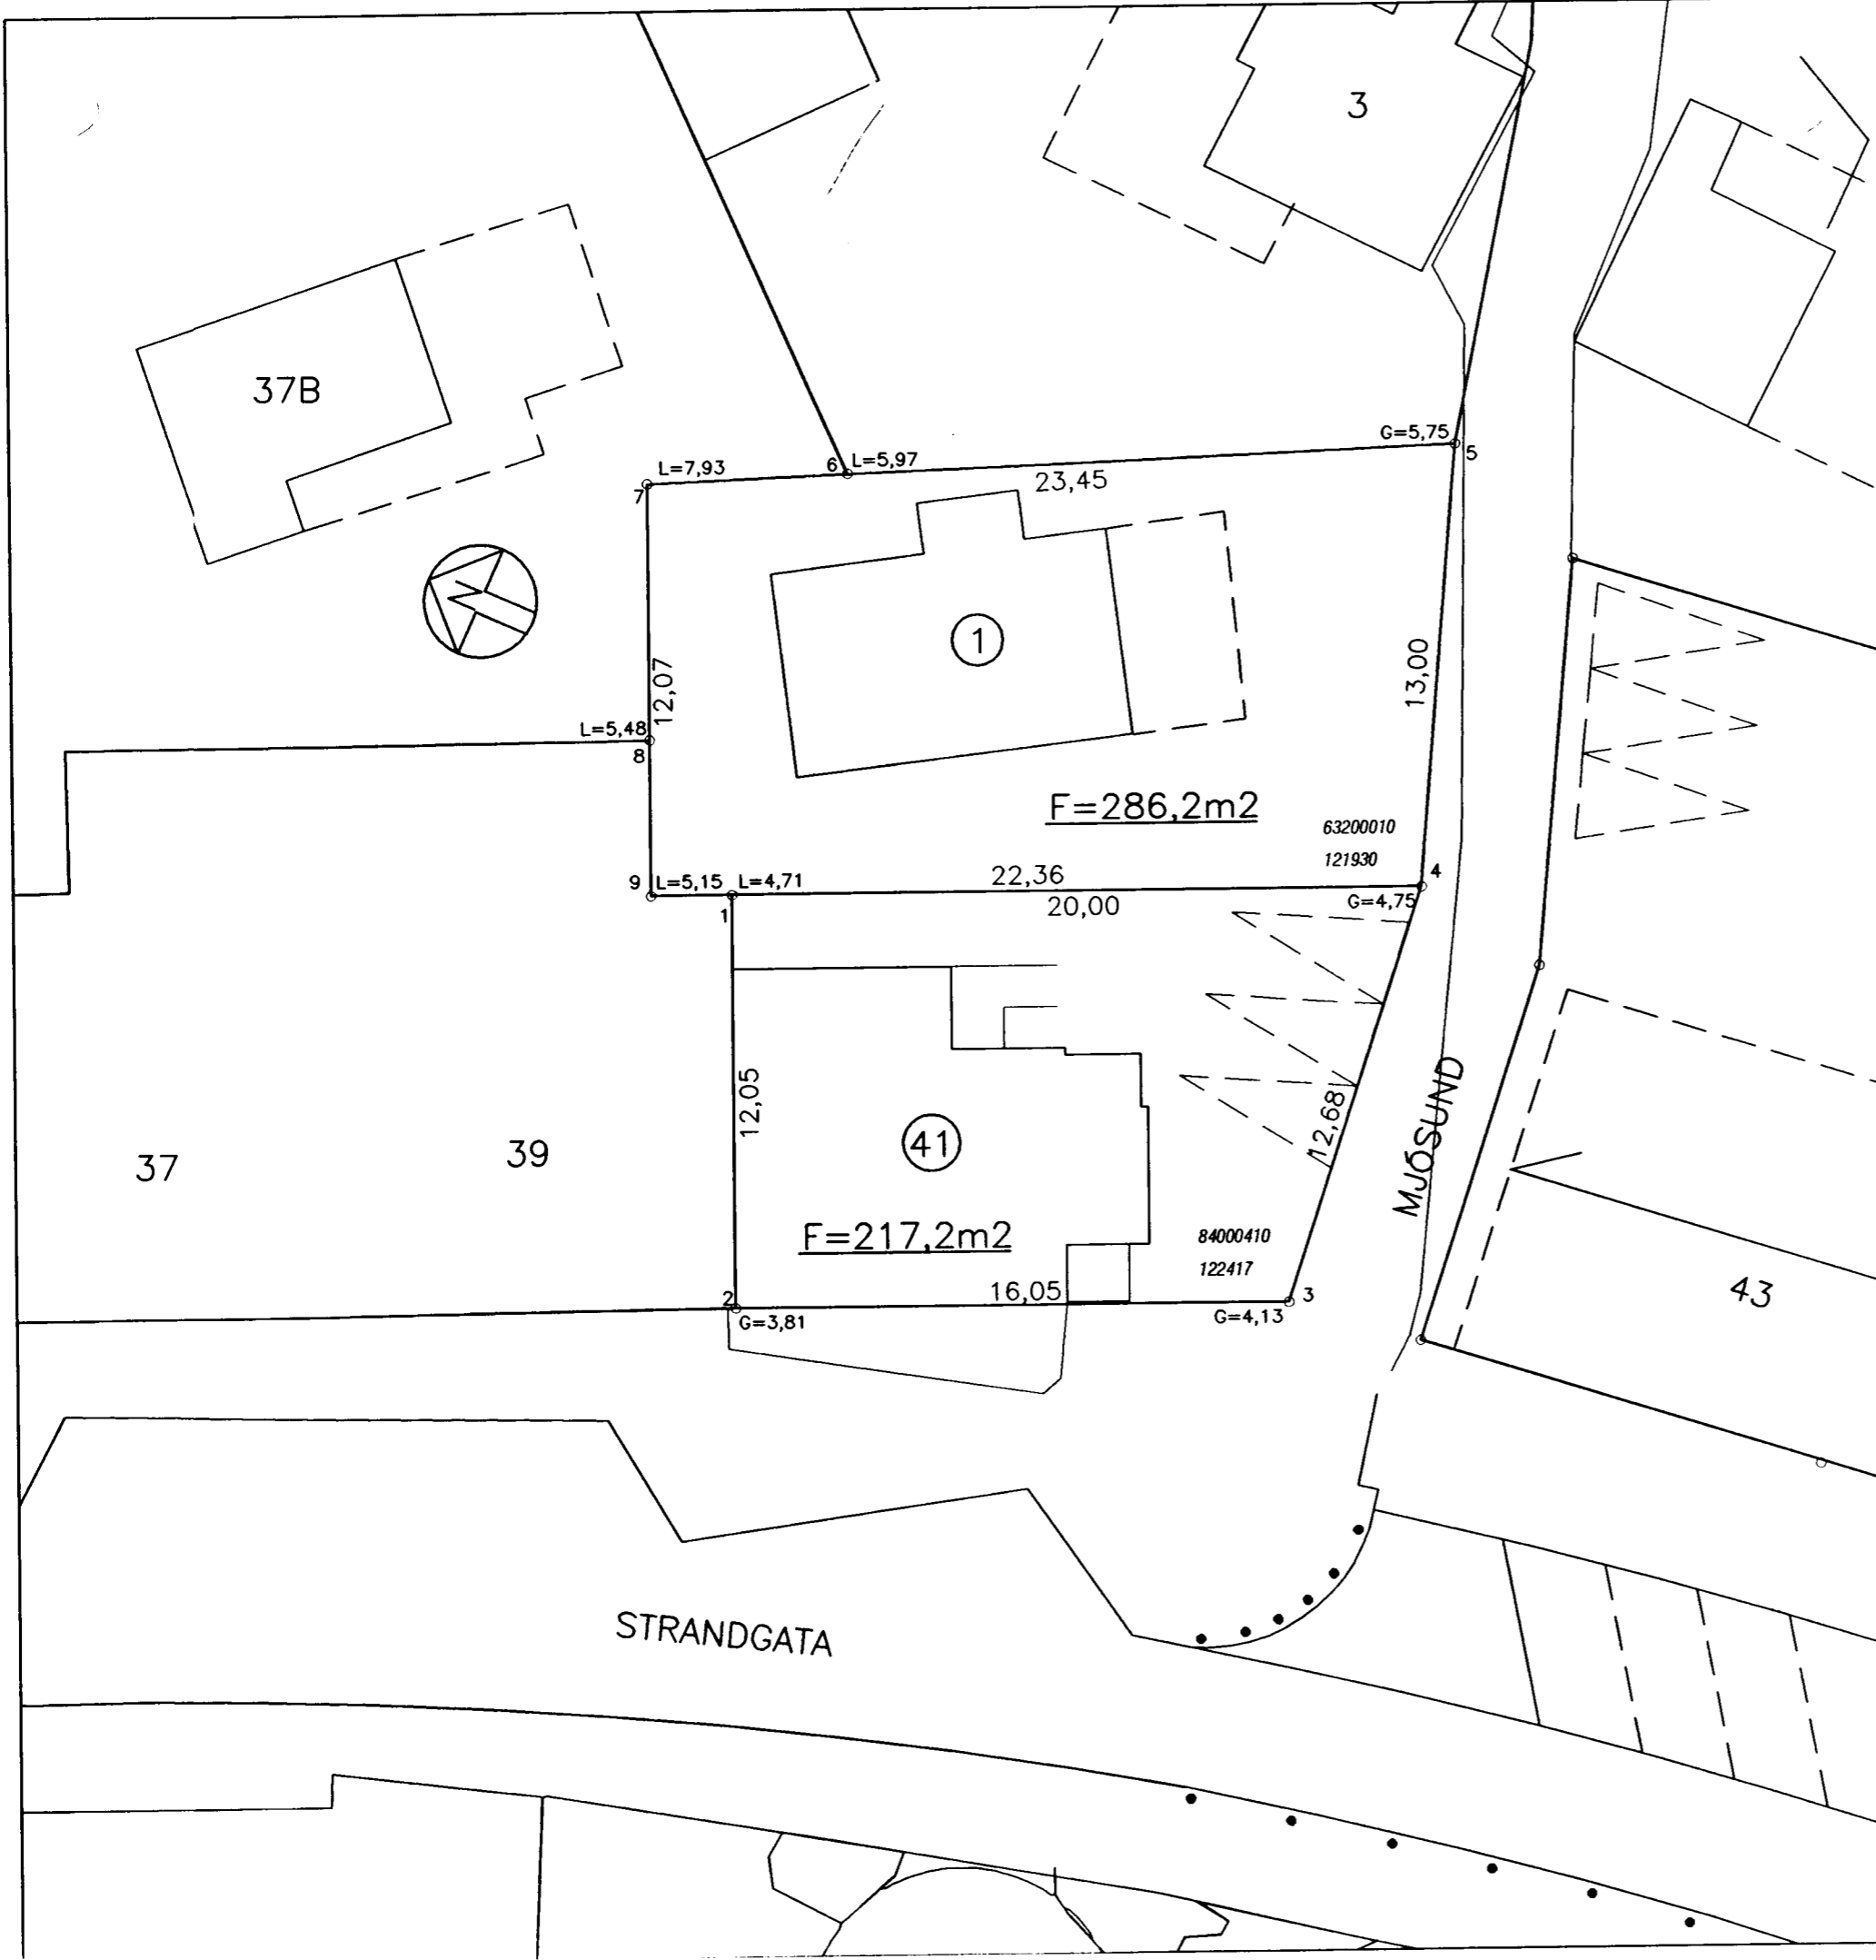 3
37B
G=5,75
5
6
L=5,97
L=7,93
7
23,45
1
12,07
13,00
L=5,48
8
F=286,2m2
63200010
121930
4
22,36
9
L=5,15
L=4,71
G=4,75
20,00
1
12,05
12,68
MJÓSUND
41
39
37
F=217,2m2
84000410
122417
16,05
2
3
G=3,81
G=4,13
43
STRANDGATA